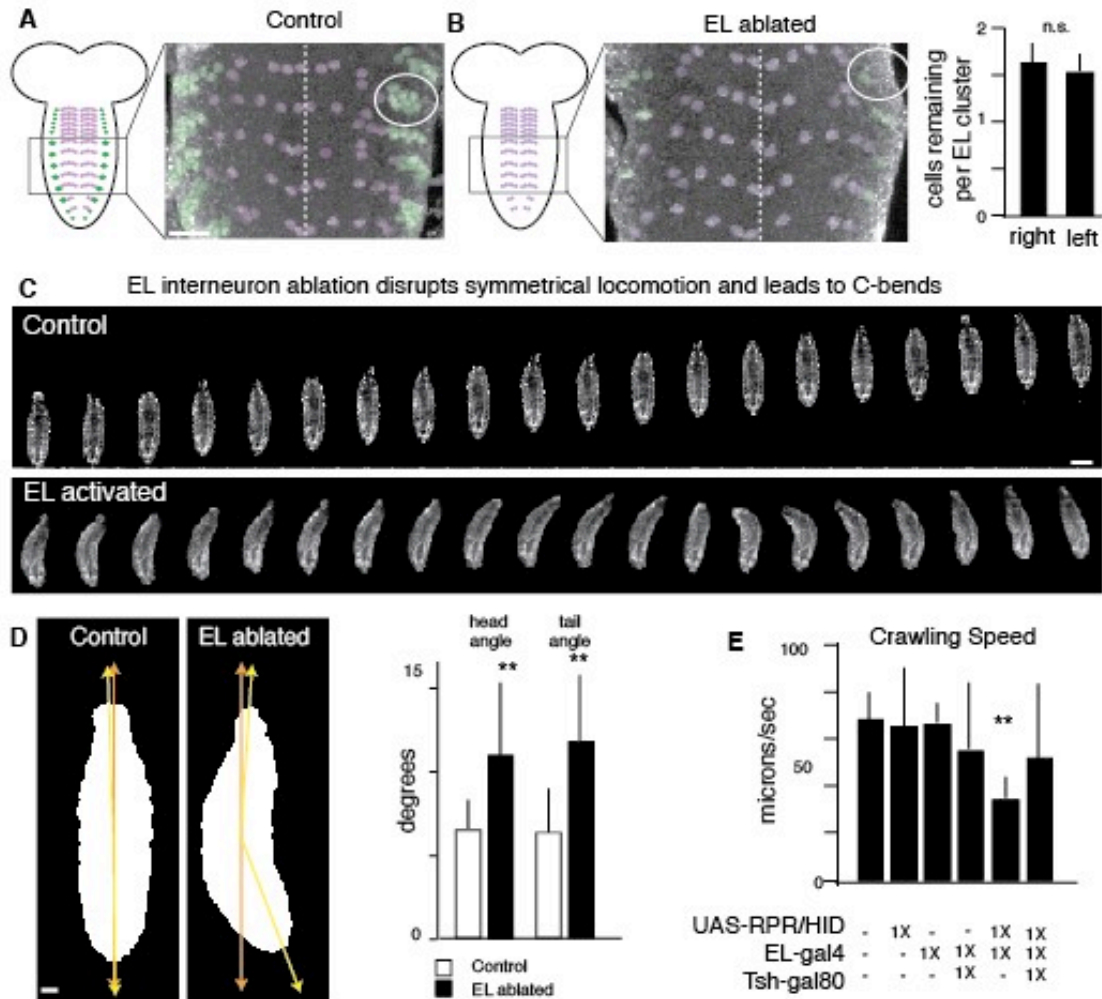 A
Control
B
EL ablated
n.s.
2
1
0
cells remaining
per EL cluster
right left
C
EL interneuron ablation disrupts symmetrical locomotion and leads to C-bends
Control
EL activated
D
Control
EL ablated
head
angle
tail
angle
**
**
15
0
degrees
Control
EL ablated
E
Crawling Speed
100
50
0
microns/sec
**
UAS-RPR/HID - 1X - - 1X 1X
EL-gal4 - - 1X 1X 1X 1X
Tsh-gal80 - - - 1X - 1X